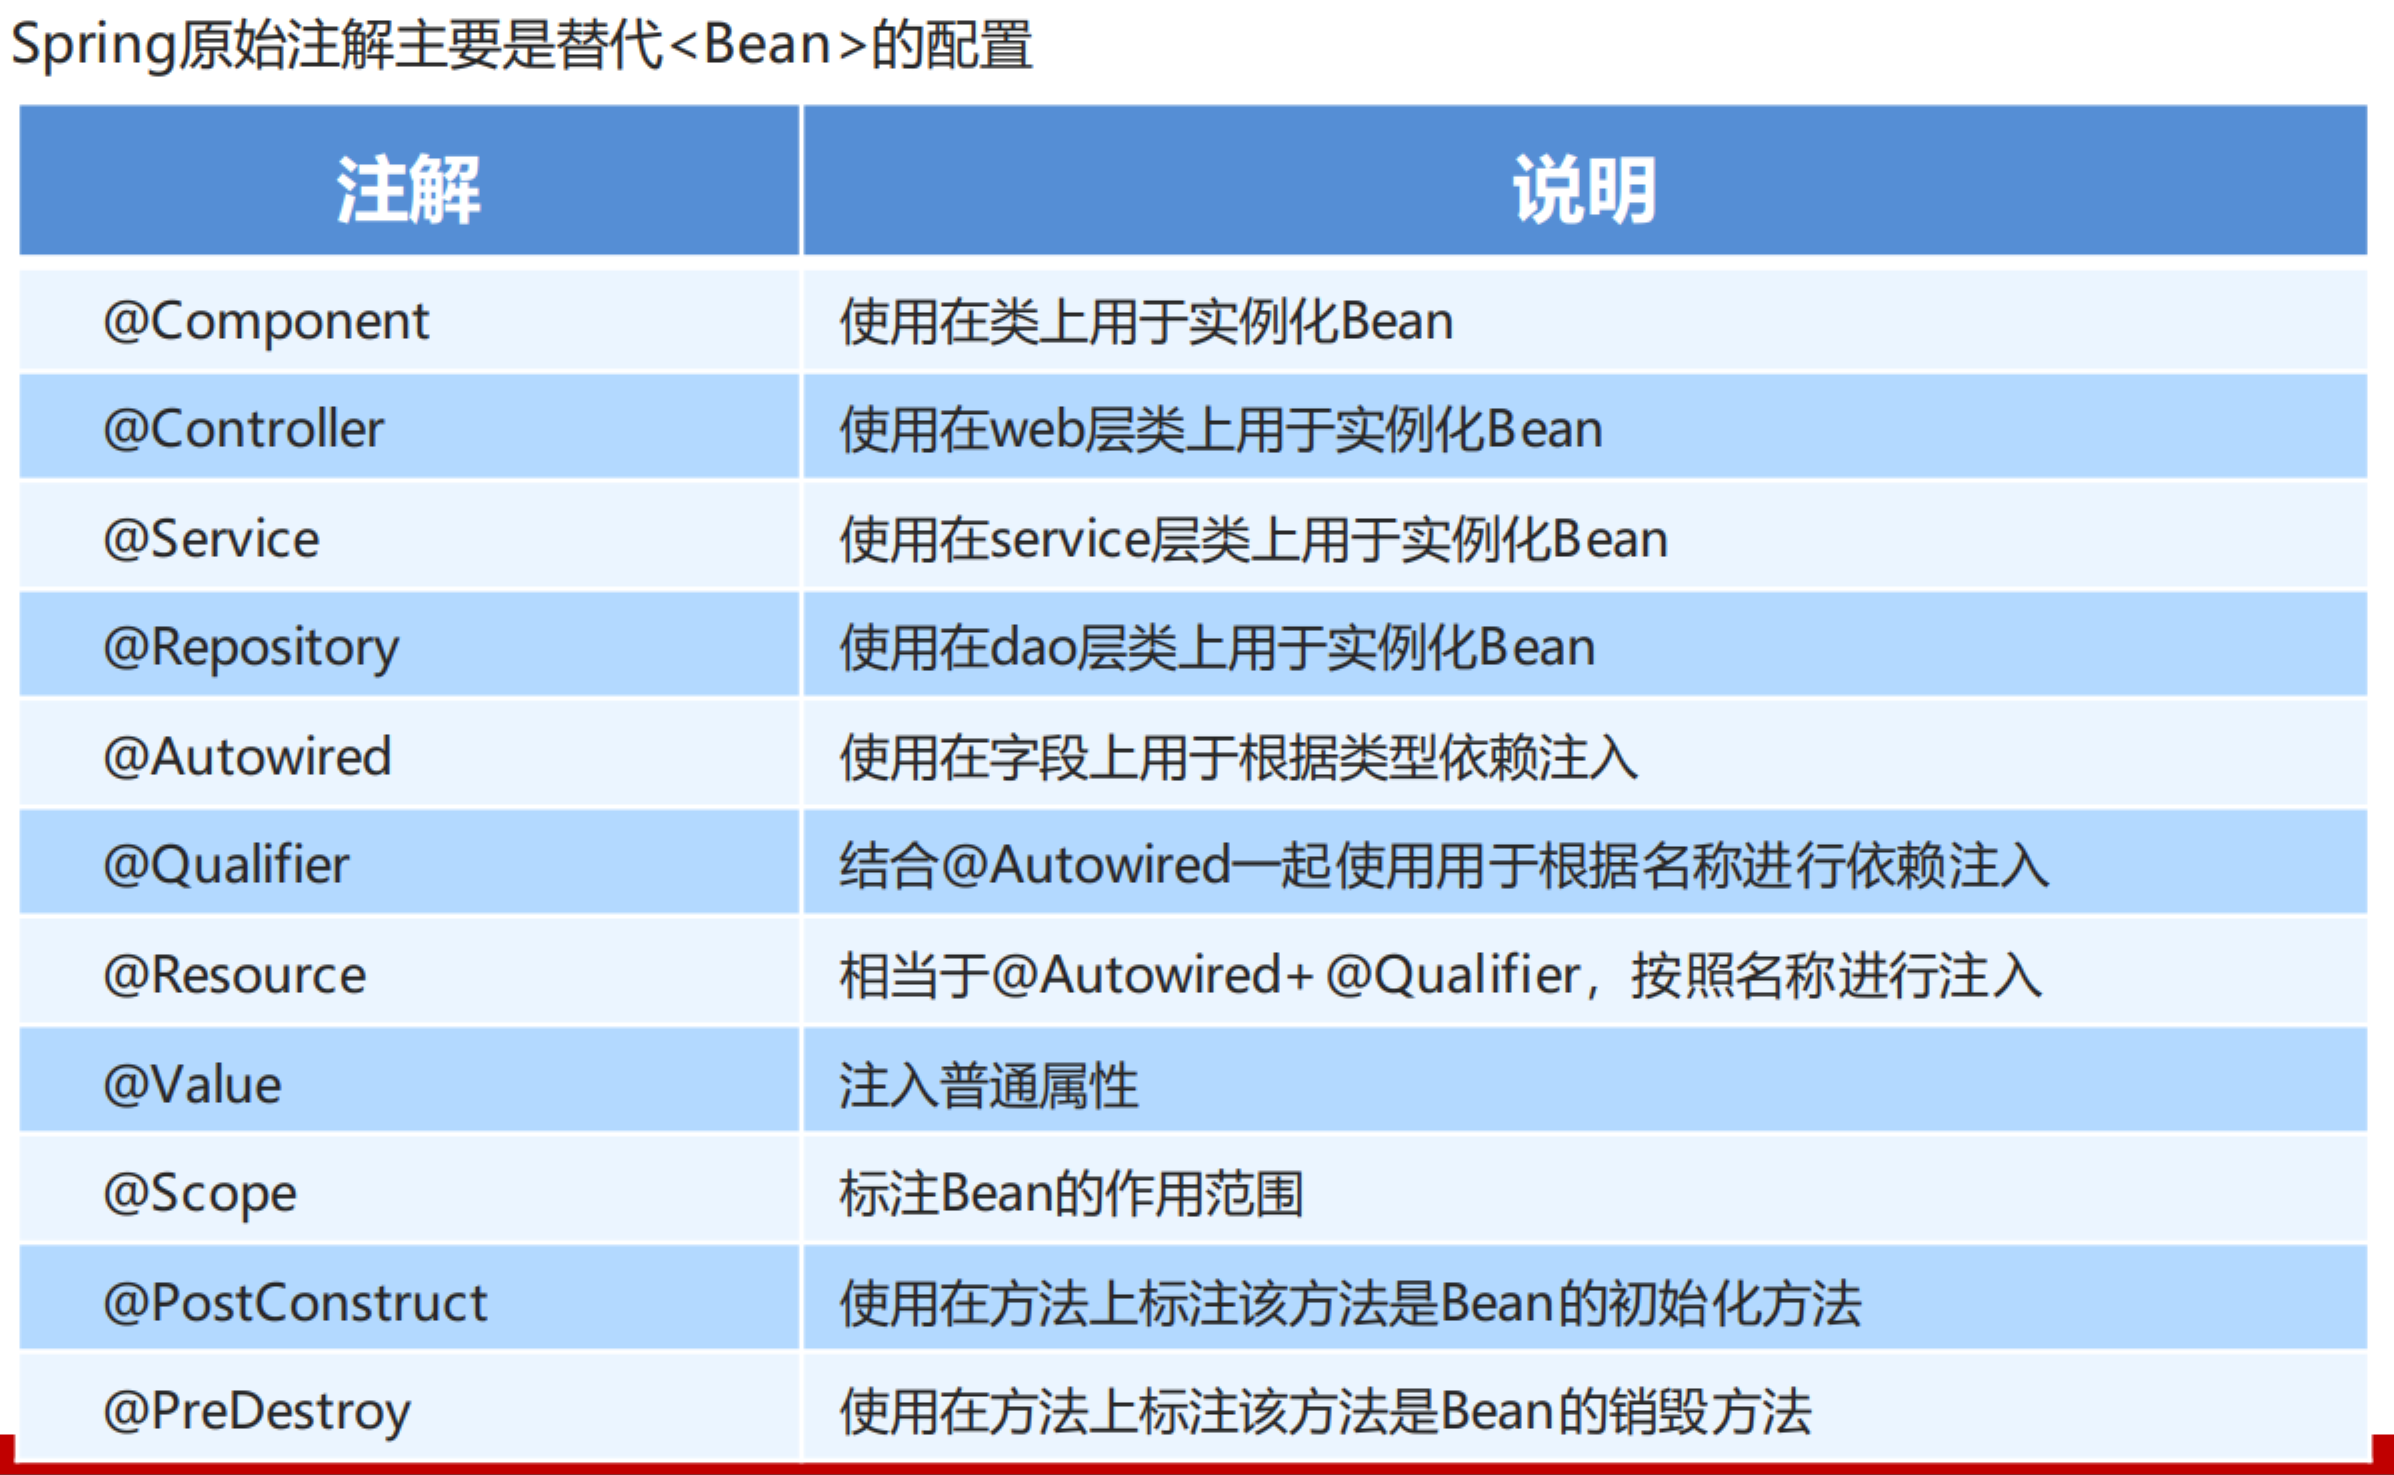 Spring原始注解主要是替代<Bean>的配置
注解 说明
@Component 使用在类上用于实例化Bean
@Controller 使用在web层类上用于实例化Bean
@Service 使用在service层类上用于实例化Bean
@Repository 使用在dao层类上用于实例化Bean
@Autowired 使用在字段上用于根据类型依赖注入
@Qualifier 结合@Autowired一起使用用于根据名称进行依赖注入
@Resource 相当于@Autowired+@Qualifier，按照名称进行注入
@Value 注入普通属性
@Scope 标注Bean的作用范围
@PostConstruct 使用在方法上标注该方法是Bean的初始化方法
@PreDestroy 使用在方法上标注该方法是Bean的销毁方法